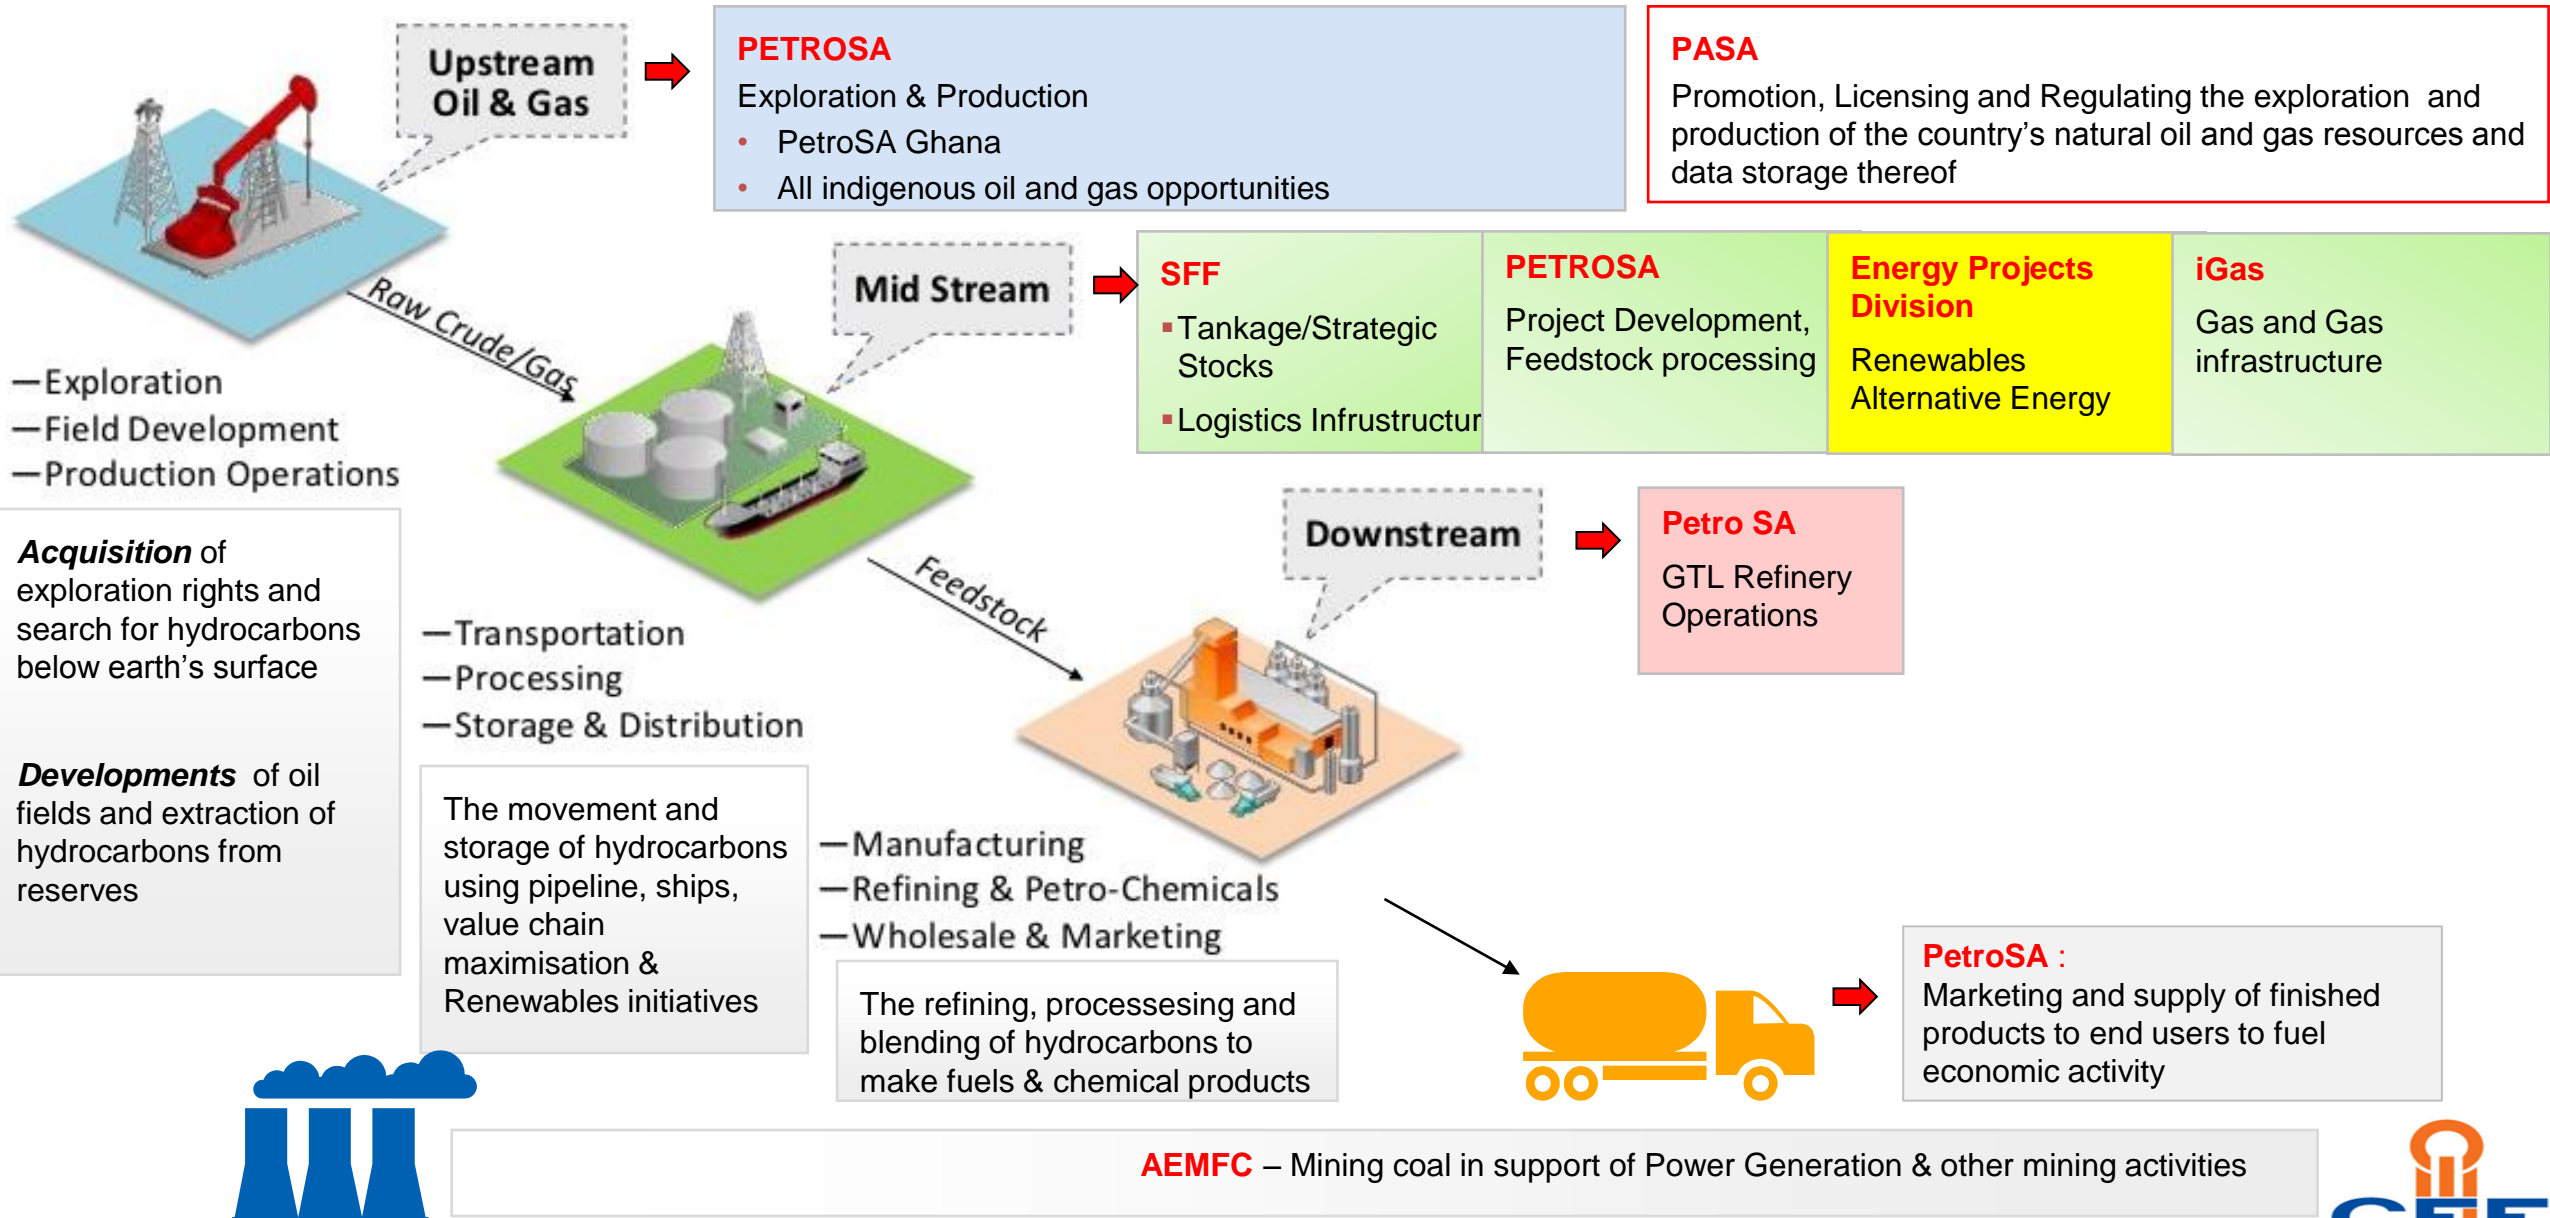 Upstream
Oil & Gas
PETROSA
Exploration & Production
• PetroSA Ghana
• All indigenous oil and gas opportunities
PASA
Promotion, Licensing and Regulating the exploration and
production of the country's natural oil and gas resources and
data storage thereof
Raw Crude/Gas
—Exploration
—Field Development
—Production Operations
Mid Stream
SFF
▪Tankage/Strategic
Stocks
▪Logistics Infrustructur
PETROSA
Project Development,
Feedstock processing
Energy Projects
Division
Renewables
Alternative Energy
iGas
Gas and Gas
infrastructure
Acquisition of
exploration rights and
search for hydrocarbons
below earth's surface
Developments of oil
fields and extraction of
hydrocarbons from
reserves
Feedstock
—Transportation
—Processing
—Storage & Distribution
Downstream
Petro SA
GTL Refinery
Operations
The movement and
storage of hydrocarbons
using pipeline, ships,
value chain
maximisation &
Renewables initiatives
—Manufacturing
—Refining & Petro-Chemicals
—Wholesale & Marketing
The refining, processesing and
blending of hydrocarbons to
make fuels & chemical products
PetroSA :
Marketing and supply of finished
products to end users to fuel
economic activity
AEMFC – Mining coal in support of Power Generation & other mining activities
CEF